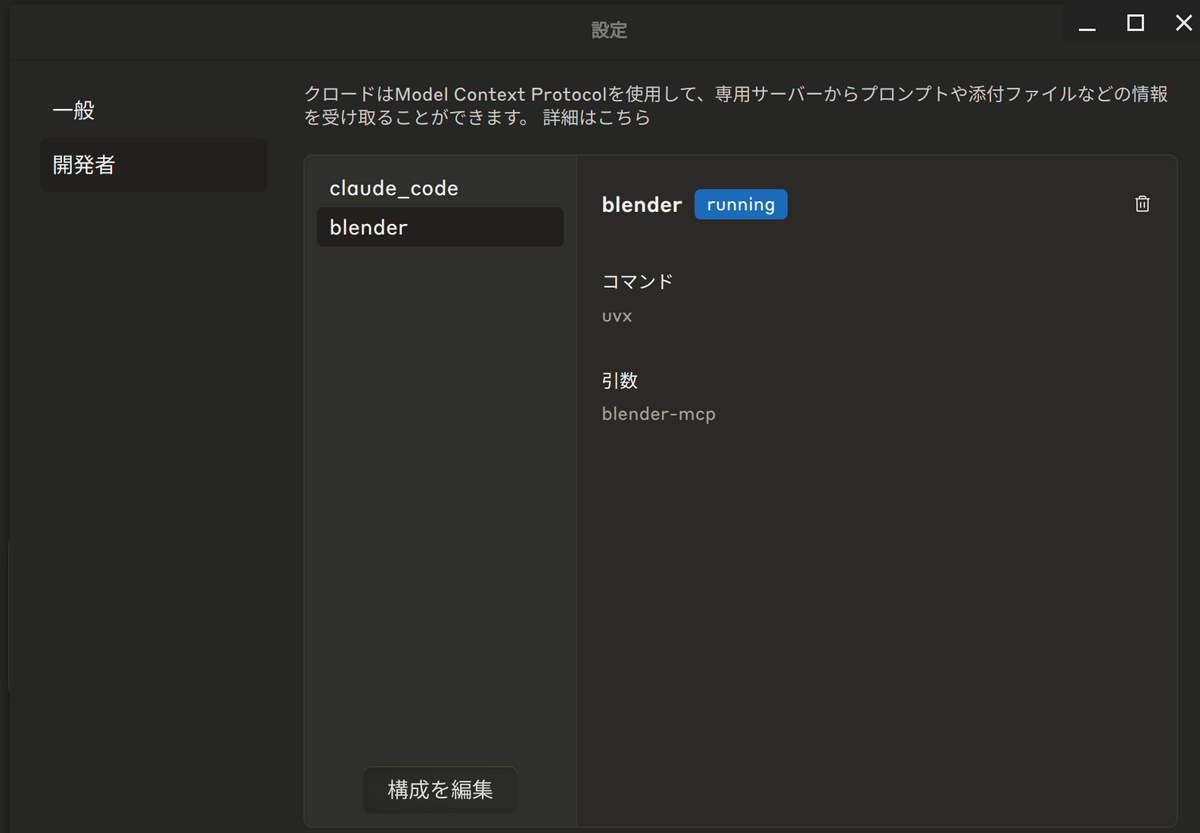 設定
一般
開発者
クロードはModel Context Protocolを使用して、専用サーバーからプロンプトや添付ファイルなどの情報
を受け取ることができます。 詳細はこちら
claude_code
blender
構成を編集
blender running
コマンド
uvx
引数
blender-mcp